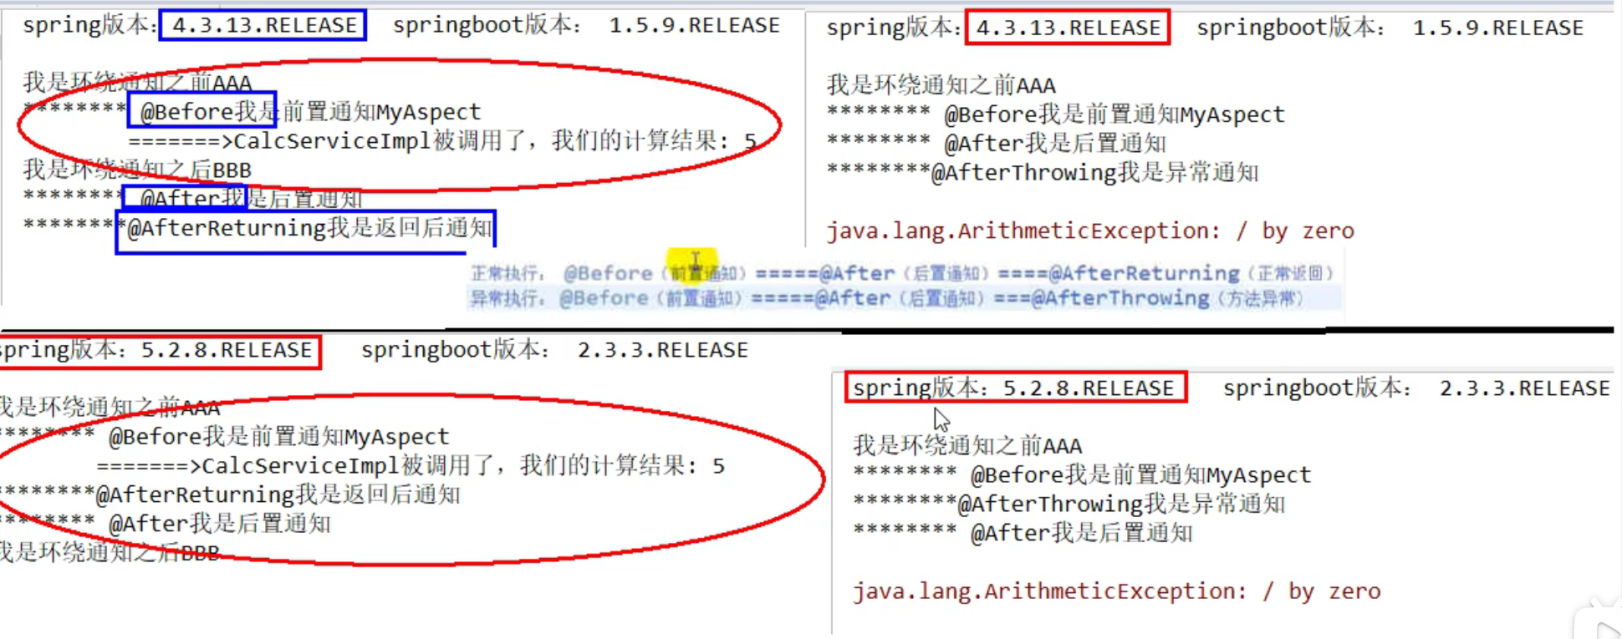 spring版本：4.3.13.RELEASE springboot版本： 1.5.9.RELEASE
我是环绕通知之前AAA
******** @Before我是前置通知MyAspect
=======>CalcServiceImpl被调用了，我们的计算结果：5
我是环绕通知之后BBB
******** @After我是后置通知
********@AfterReturning我是返回后通知
spring版本：4.3.13.RELEASE springboot版本： 1.5.9.RELEASE
我是环绕通知之前AAA
******** @Before我是前置通知MyAspect
******** @After我是后置通知
********@AfterThrowing我是异常通知
java.lang.ArithmeticException: / by zero
正常执行： @Before（前置通知）=====@After（后置通知）====@AfterReturning（正常返回）
异常执行：@Before（前置通知）=====@After（后置通知）===@AfterThrowing（方法异常）
spring版本：5.2.8.RELEASE springboot版本： 2.3.3.RELEASE
我是环绕通知之前AAA
******** @Before我是前置通知MyAspect
=======>CalcServiceImpl被调用了，我们的计算结果：5
********@AfterReturning我是返回后通知
******** @After我是后置通知
我是环绕通知之后BBB
spring版本：5.2.8.RELEASE springboot版本： 2.3.3.RELEASE
我是环绕通知之前AAA
******** @Before我是前置通知MyAspect
********@AfterThrowing我是异常通知
******** @After我是后置通知
java.lang.ArithmeticException: / by zero